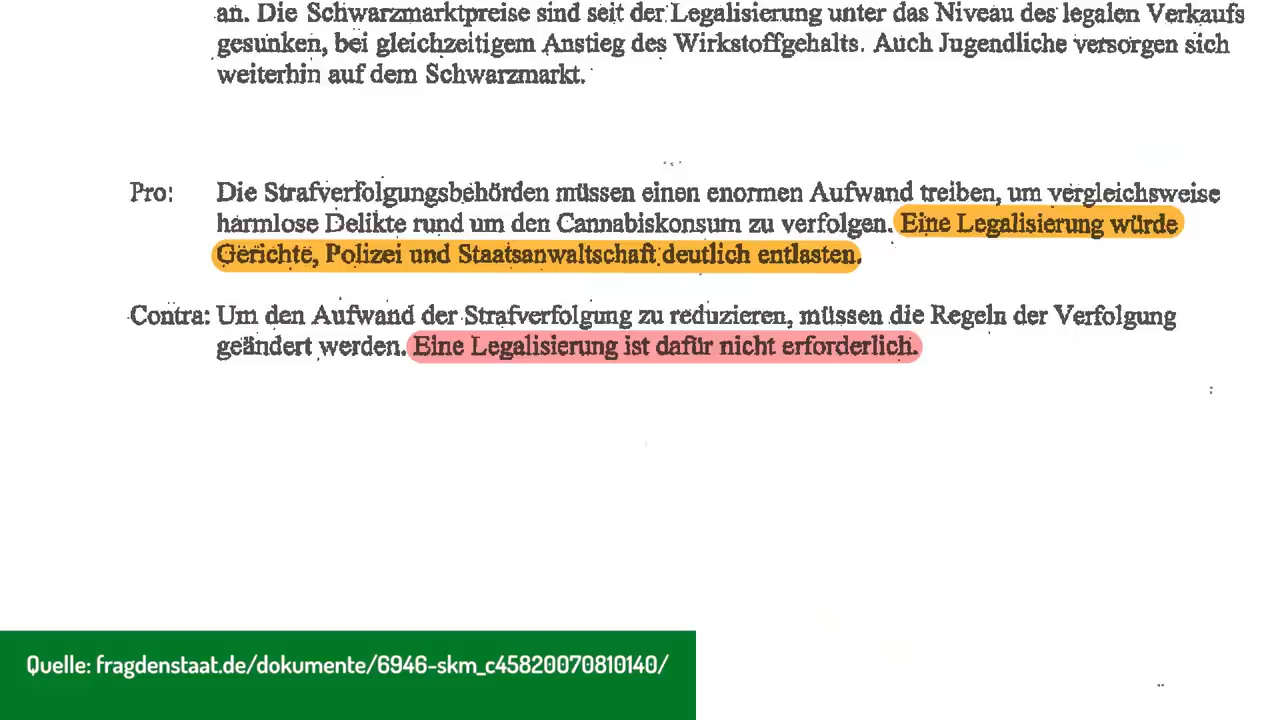 an. Die Schwarzmarktpreise sind seit der Legalisierung unter das Niveau des legalen Verkaufs
gesunken, bei gleichzeitigem Anstieg des Wirkstoffgehalts. Auch Jugendliche versorgen sich
weiterhin auf dem Schwarzmarkt.
Pro: Die Strafverfolgungsbehörden müssen einen enormen Aufwand treiben, um vergleichsweise
harmlose Delikte rund um den Cannabiskonsum zu verfolgen. Eine Legalisierung würde
Gerichte, Polizei und Staatsanwaltschaft deutlich entlasten.
Contra: Um den Aufwand der Strafverfolgung zu reduzieren, müssen die Regeln der Verfolgung
geändert werden. Eine Legalisierung ist dafür nicht erforderlich.
Quelle: fragdenstaat.de/dokumente/6946-skm_c45820070810140/